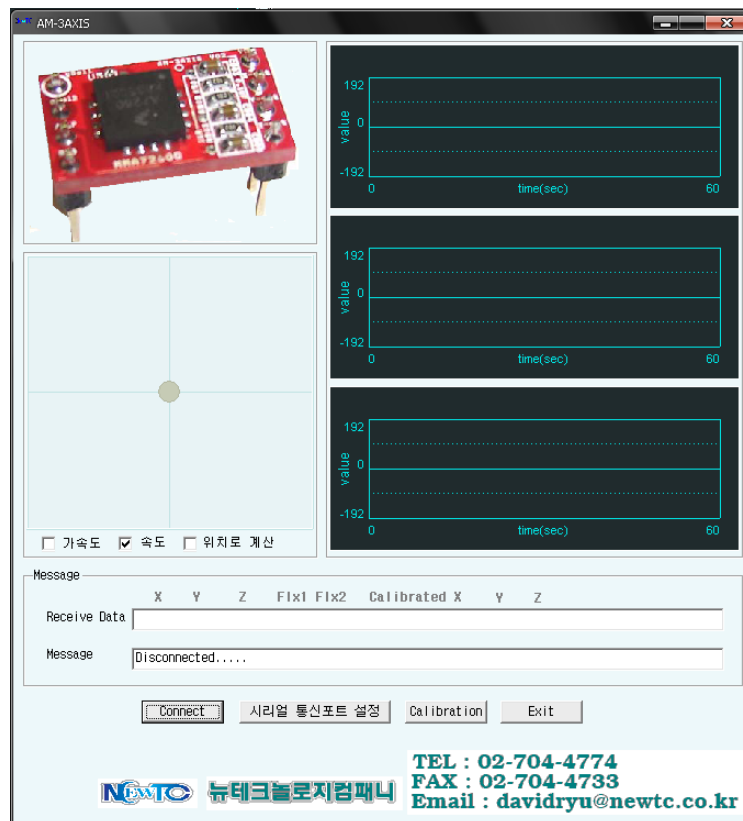 AM-3AXIS
AM-3AXIS V02
MMA7260Q
192
value
0
-192
0
time(sec)
60
192
value
0
-192
0
time(sec)
60
192
value
0
-192
0
time(sec)
60
가속도
속도
위치로 계산
Message
X Y Z Flx1 Flx2 Calibrated X Y Z
Receive Data
Message
Disconnected.....
Connect
시리얼 통신포트 설정
Calibration
Exit
NEWTC
뉴테크놀로지컴패니
TEL : 02-704-4774
FAX : 02-704-4733
Email : davidryu@newtc.co.kr